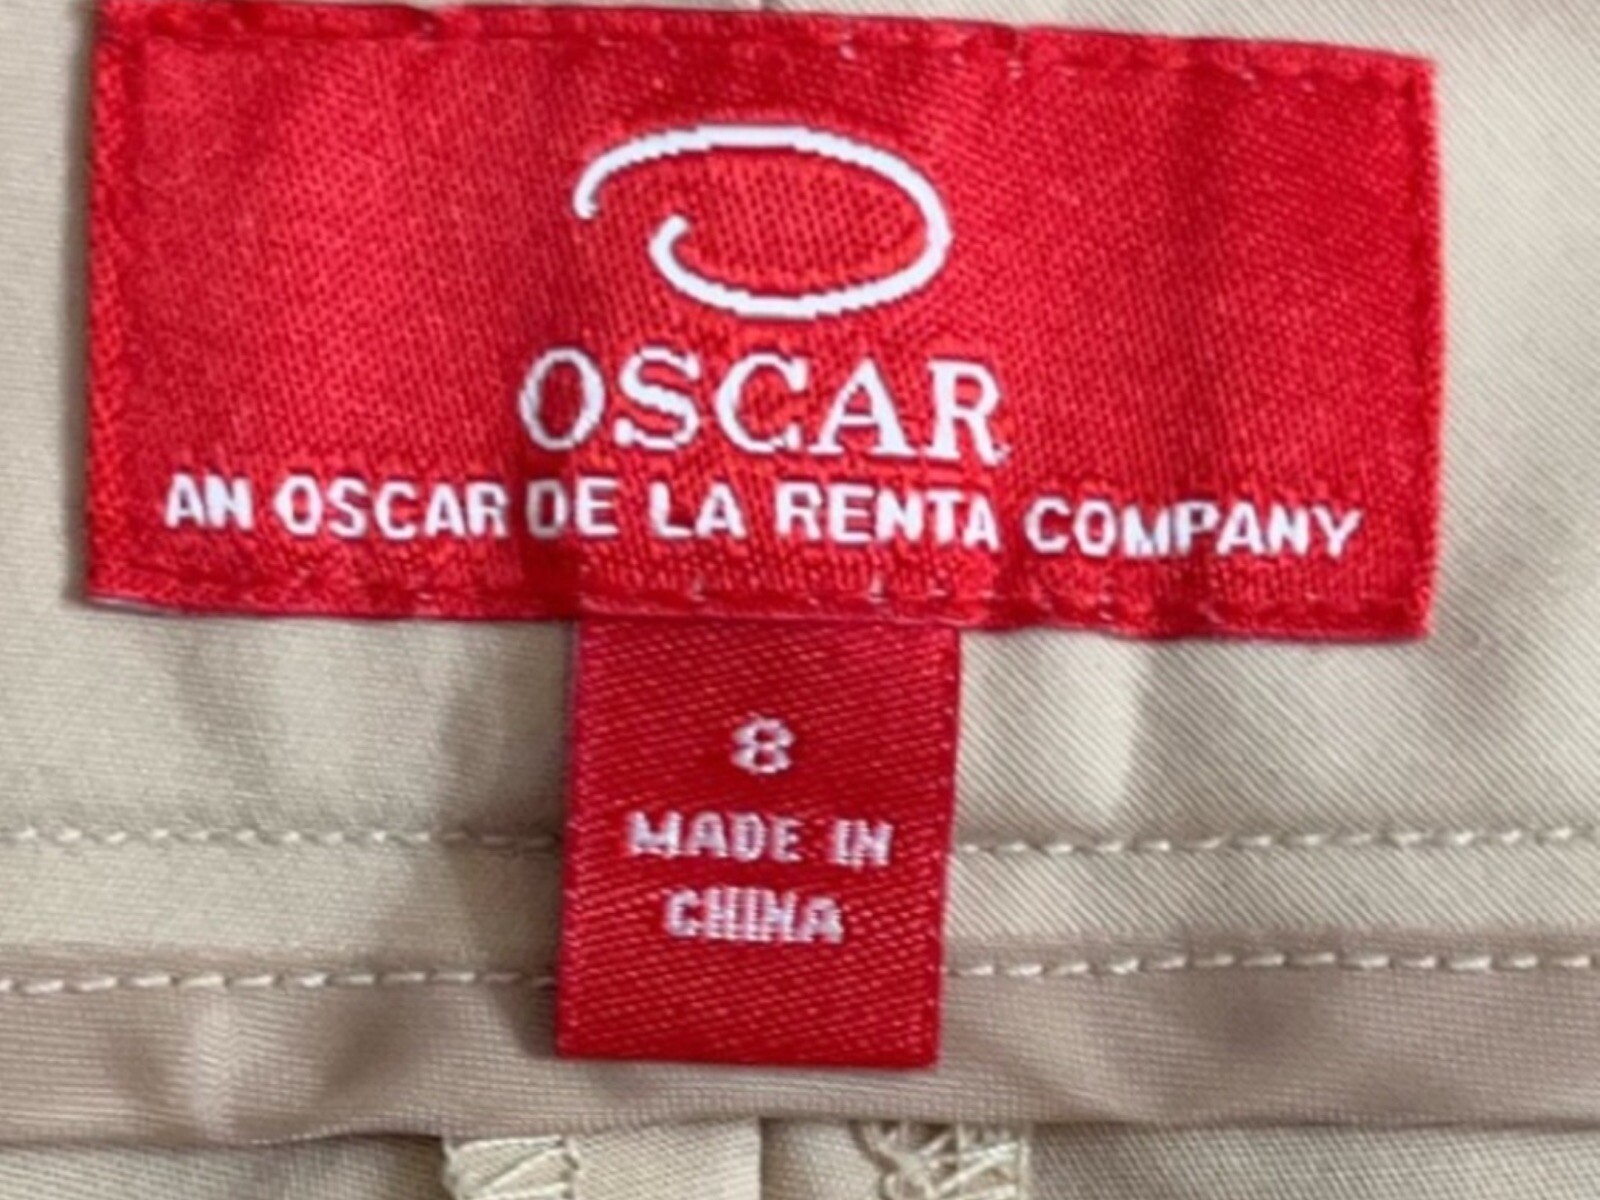 OSCAR
AN OSCAR DE LA RENTA COMPANY
8
MADE IN
CHINA